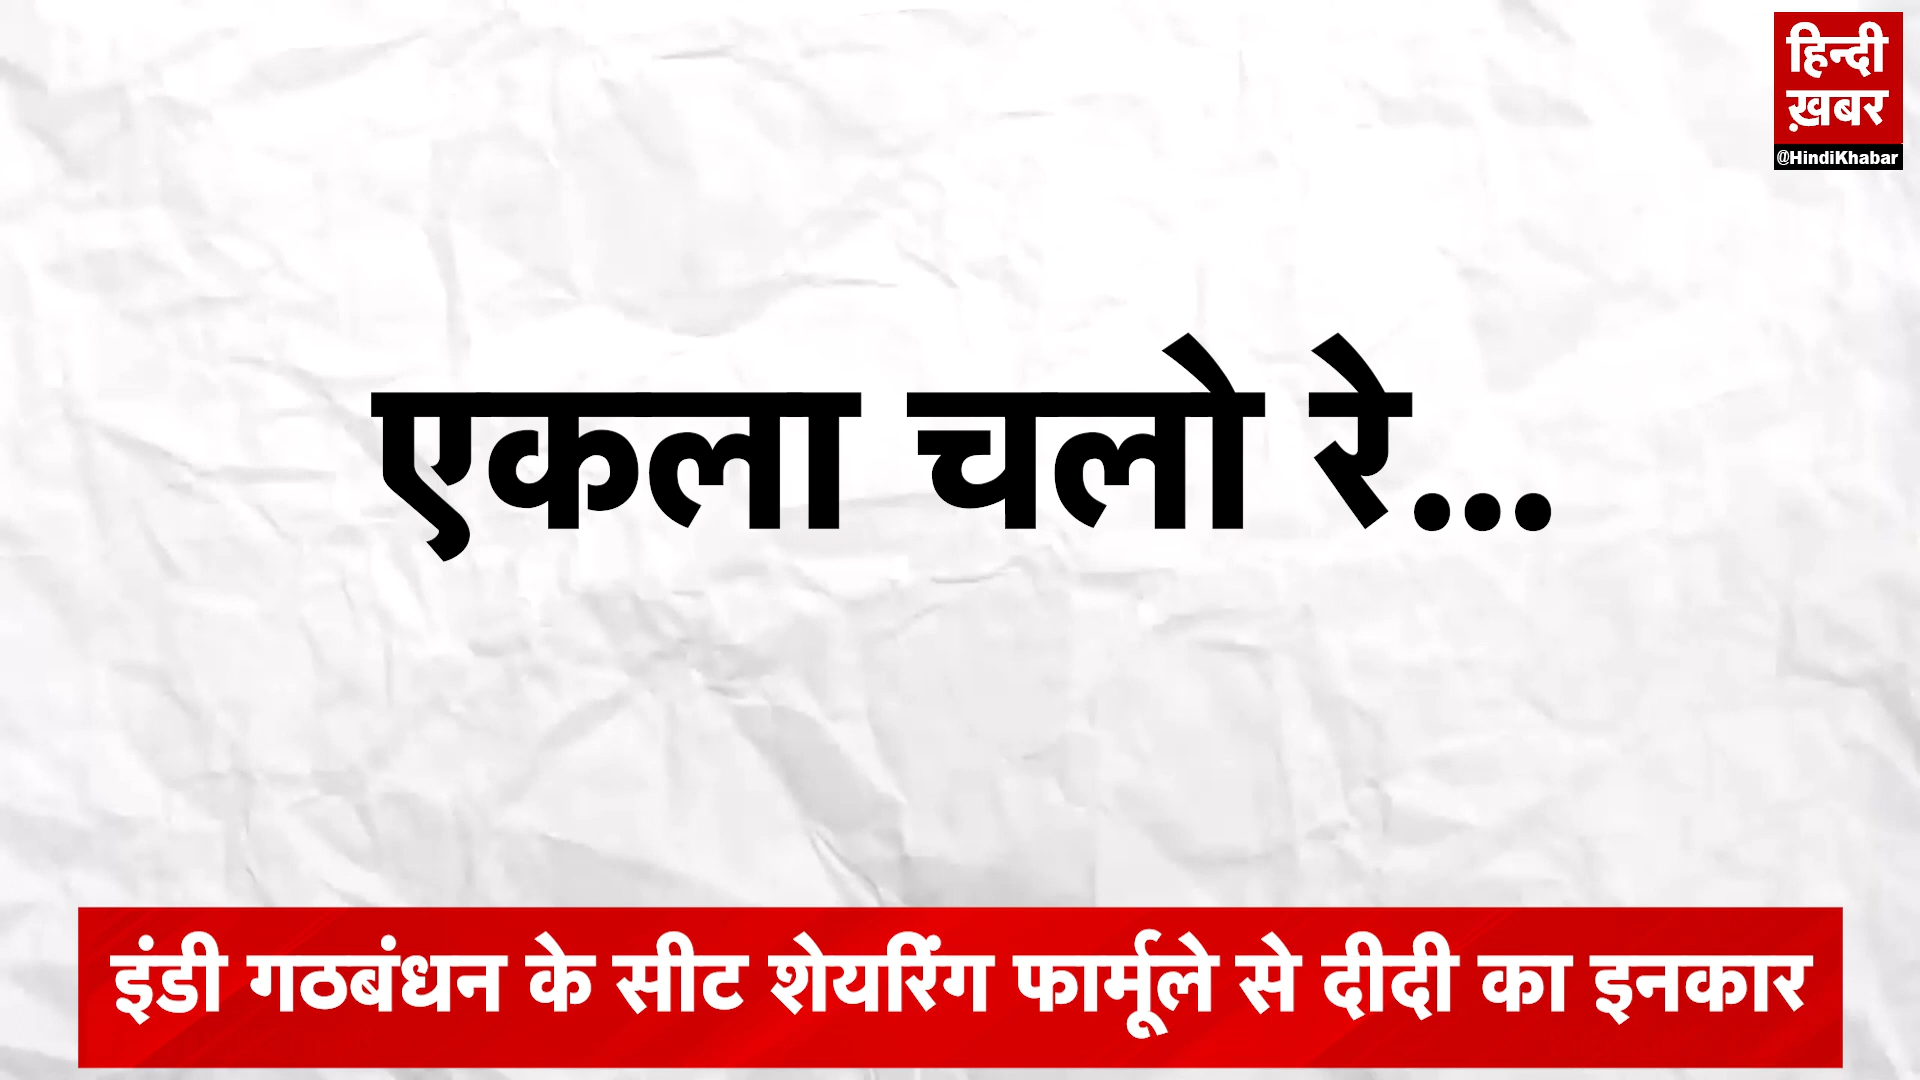 हिन्दी
ख़बर
@HindiKhabar
एकला चलो रे...
इंडी गठबंधन के सीट शेयरिंग फार्मूले से दीदी का इनकार